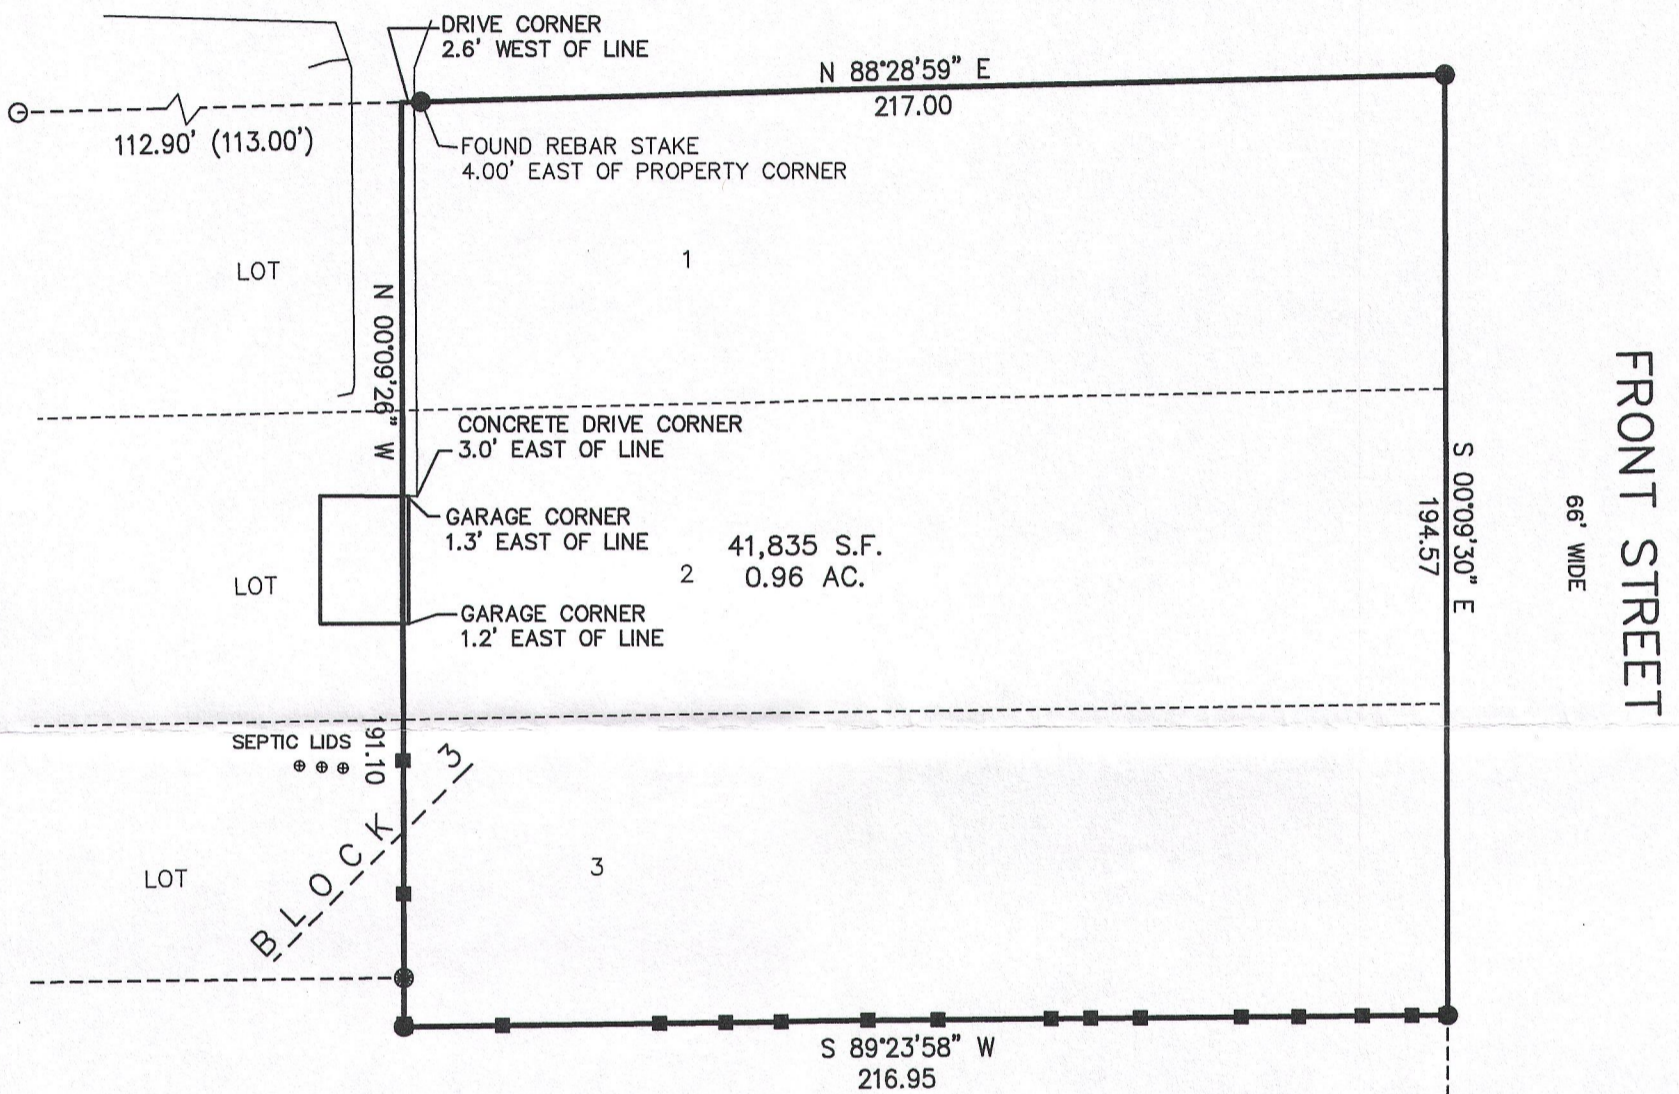 DRIVE CORNER
2.6' WEST OF LINE
N 88°28'59" E
217.00
112.90' (113.00')
FOUND REBAR STAKE
4.00' EAST OF PROPERTY CORNER
LOT
1
N 00°09'26" W
191.10
CONCRETE DRIVE CORNER
3.0' EAST OF LINE
GARAGE CORNER
1.3' EAST OF LINE
41,835 S.F.
0.96 AC.
LOT
2
GARAGE CORNER
1.2' EAST OF LINE
S 00°09'30" E
194.57
66' WIDE
FRONT STREET
SEPTIC LIDS
BLOCK 3
LOT
3
S 89°23'58" W
216.95